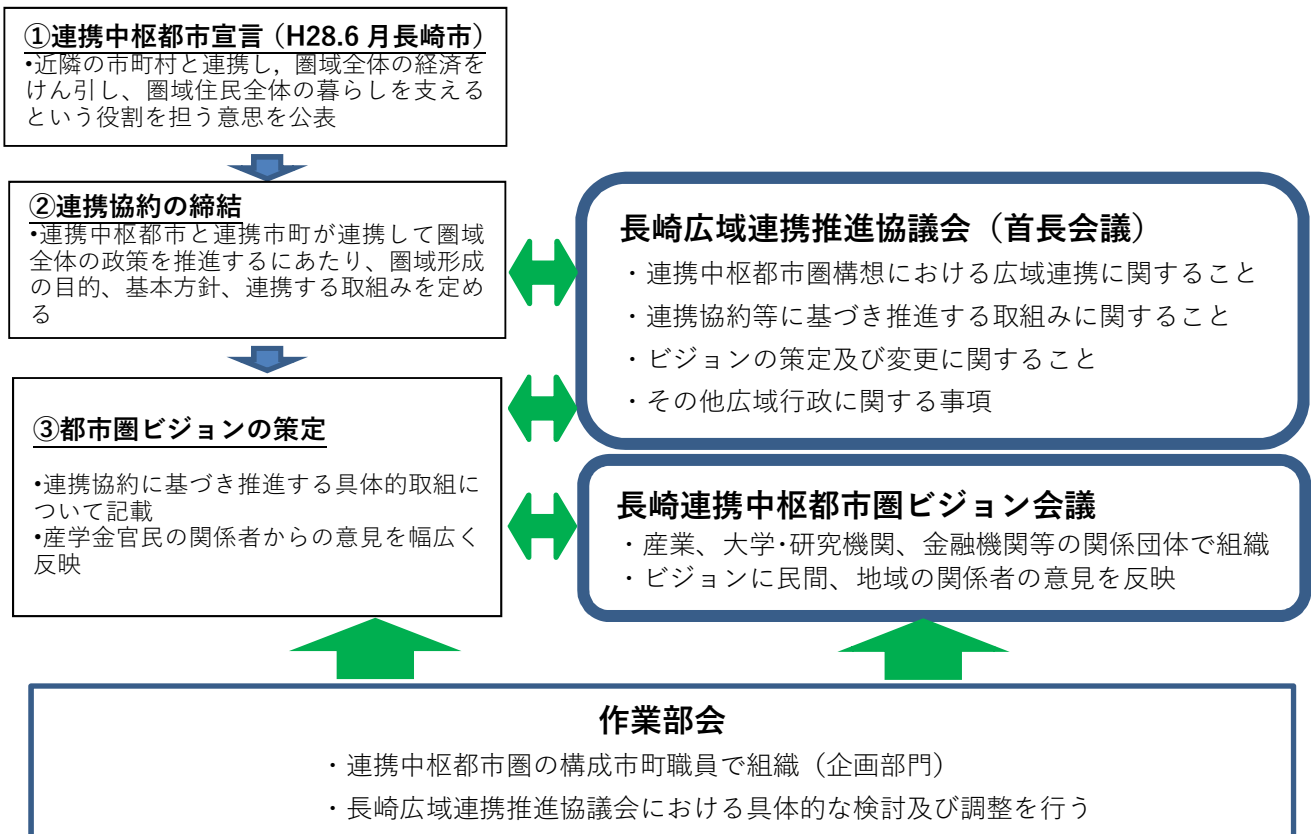 ①連携中枢都市宣言（H28.6 月長崎市）
•近隣の市町村と連携し，圏域全体の経済を
けん引し、圏域住民全体の暮らしを支える
という役割を担う意思を公表
②連携協約の締結
•連携中枢都市と連携市町が連携して圏域
全体の政策を推進するにあたり、圏域形成
の目的、基本方針、連携する取組みを定め
る
長崎広域連携推進協議会（首長会議）
・連携中枢都市圏構想における広域連携に関すること
・連携協約等に基づき推進する取組みに関すること
・ビジョンの策定及び変更に関すること
・その他広域行政に関する事項
③都市圏ビジョンの策定
•連携協約に基づき推進する具体的取組に
ついて記載
•産学金官民の関係者からの意見を幅広く
反映
長崎連携中枢都市圏ビジョン会議
・産業、大学･研究機関、金融機関等の関係団体で組織
・ビジョンに民間、地域の関係者の意見を反映
作業部会
・連携中枢都市圏の構成市町職員で組織（企画部門）
・長崎広域連携推進協議会における具体的な検討及び調整を行う